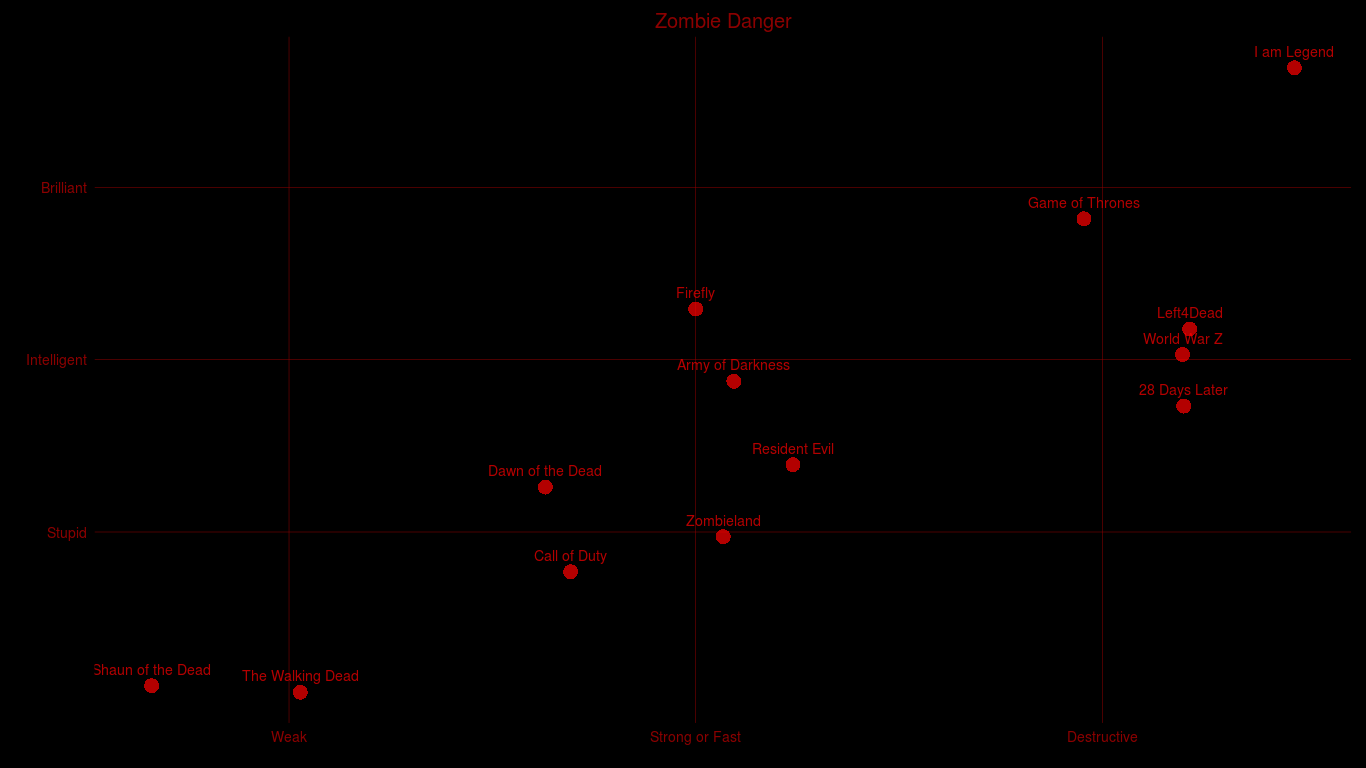 Zombie Danger
I am Legend
Brilliant
Game of Thrones
Firefly
Left4Dead
World War Z
Intelligent
Army of Darkness
28 Days Later
Resident Evil
Dawn of the Dead
Zombieland
Stupid
Call of Duty
Shaun of the Dead
The Walking Dead
Weak
Strong or Fast
Destructive